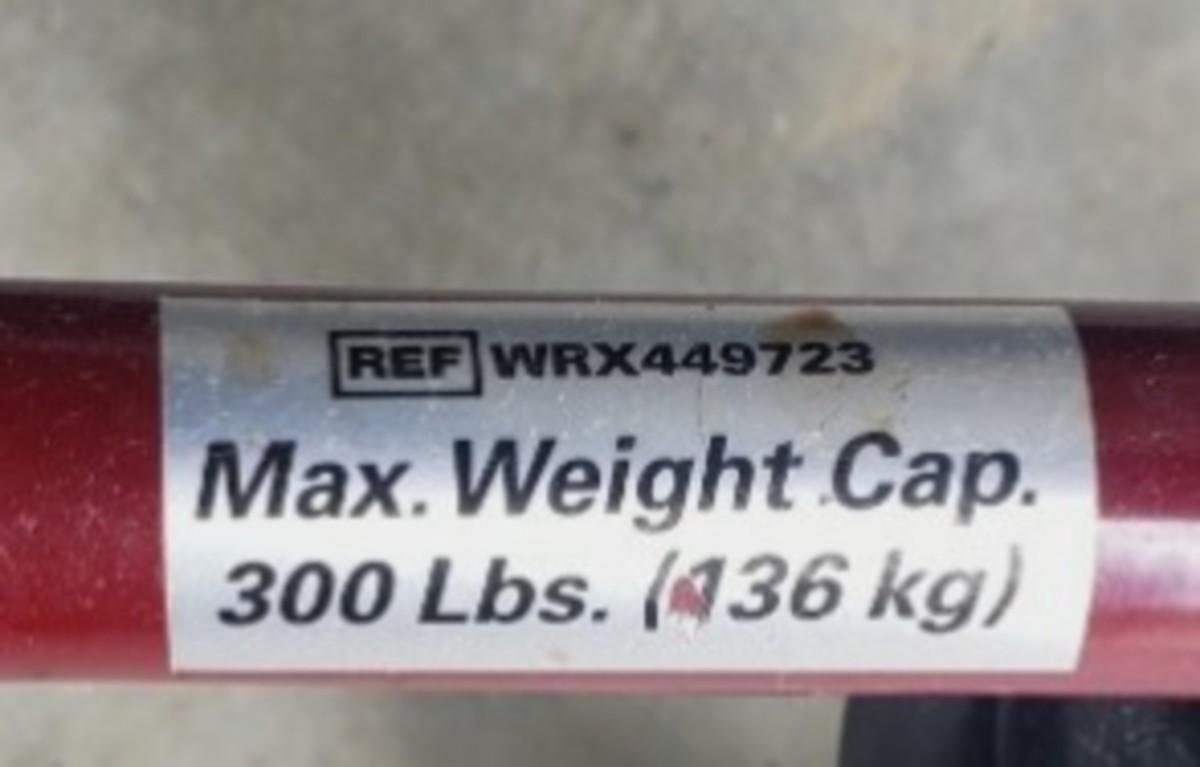 REF WRX449723
Max. Weight Cap.
300 Lbs. (136 kg)